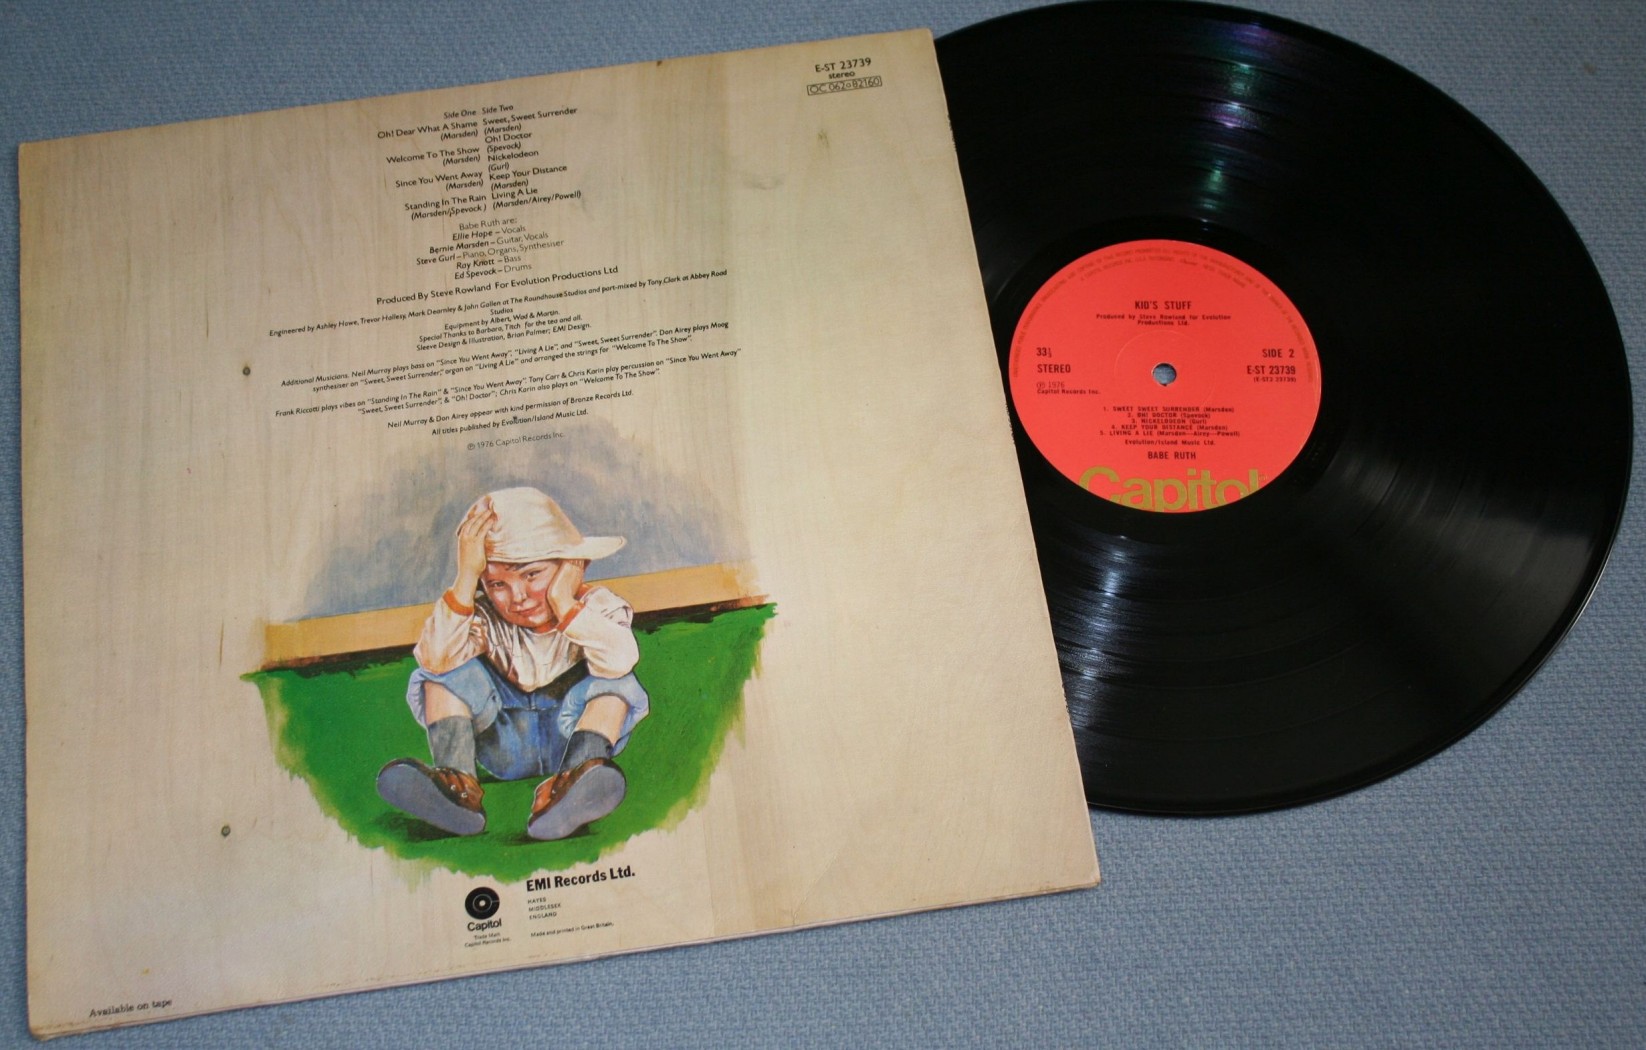 E-ST 23739
stereo
OC 062 o 82160
Side One Side Two
Oh! Dear What A Shame Sweet, Sweet Surrender
(Marsden) (Marsden)
Oh! Doctor
Welcome To The Show (Spevock)
(Marsden) Nickelodeon
(Gurl)
Since You Went Away Keep Your Distance
(Marsden) (Marsden)
Standing In The Rain Living A Lie
(Marsden/Spevock) (Marsden/Airey/Powell)
Babe Ruth are:
Ellie Hope – Vocals
Bernie Marsden – Guitar, Vocals
Steve Gurl – Piano, Organs, Synthesiser
Ray Knott – Bass
Ed Spevock – Drums
Produced By Steve Rowland For Evolution Productions Ltd
Engineered by Ashley Howe, Trevor Hallesy, Mark Dearnley & John Gallen at The Roundhouse Studios and part-mixed by Tony Clark at Abbey Road
Studios
Equipment by Albert, Wad & Martin.
Special Thanks to Barbara, Titch for the tea and all.
Sleeve Design & Illustration, Brian Palmer; EMI Design.
Additional Musicians. Neil Murray plays bass on "Since You Went Away", "Living A Lie", and "Sweet, Sweet Surrender". Don Airey plays Moog
synthesiser on "Sweet, Sweet Surrender," organ on "Living A Lie" and arranged the strings for "Welcome To The Show".
Frank Riccotti plays vibes on "Standing In The Rain" & "Since You Went Away". Tony Carr & Chris Karin play percussion on "Since You Went Away"
"Sweet, Sweet Surrender", & "Oh! Doctor"; Chris Karin also plays on "Welcome To The Show".
Neil Murray & Don Airey appear with kind permission of Bronze Records Ltd.
All titles published by Evolution/Island Music Ltd.
℗ 1976 Capitol Records Inc.
EMI Records Ltd.
HAYES
MIDDLESEX
ENGLAND
Made and printed in Great Britain.
Capitol
Trade Mark
Capitol Records Inc.
Available on tape
KID'S STUFF
Produced by Steve Rowland for Evolution
Productions Ltd.
33⅓
STEREO
SIDE 2
E-ST 23739
℗ 1976
Capitol Records Inc.
1. SWEET SWEET SURRENDER (Marsden)
2. OH! DOCTOR (Spevock)
3. NICKELODEON (Gurl)
4. KEEP YOUR DISTANCE (Marsden)
5. LIVING A LIE (Marsden—Airey—Powell)
Evolution/Island Music Ltd.
BABE RUTH
Capitol